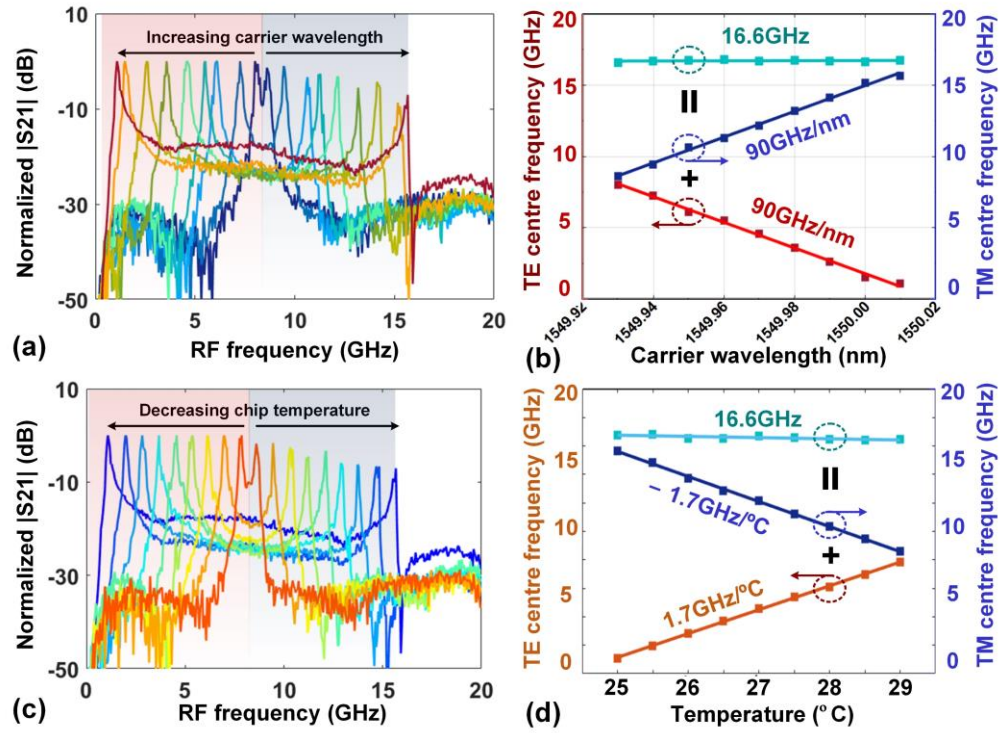 10
-10
-30
-50
Normalized |S21| (dB)
Increasing carrier wavelength
0
5
10
15
20
RF frequency (GHz)
(a)
20
15
10
5
0
TE centre frequency (GHz)
16.6GHz
=
90GHz/nm
+
90GHz/nm
20
15
10
5
0
TM centre frequency (GHz)
1549.92
1549.94
1549.96
1549.98
1550.00
1550.02
Carrier wavelength (nm)
(b)
10
-10
-30
-50
Normalized |S21| (dB)
Decreasing chip temperature
0
5
10
15
20
RF frequency (GHz)
(c)
20
15
10
5
0
TE centre frequency (GHz)
16.6GHz
=
– 1.7GHz/ºC
+
1.7GHz/ºC
20
15
10
5
0
TM centre frequency (GHz)
25
26
27
28
29
Temperature (º C)
(d)